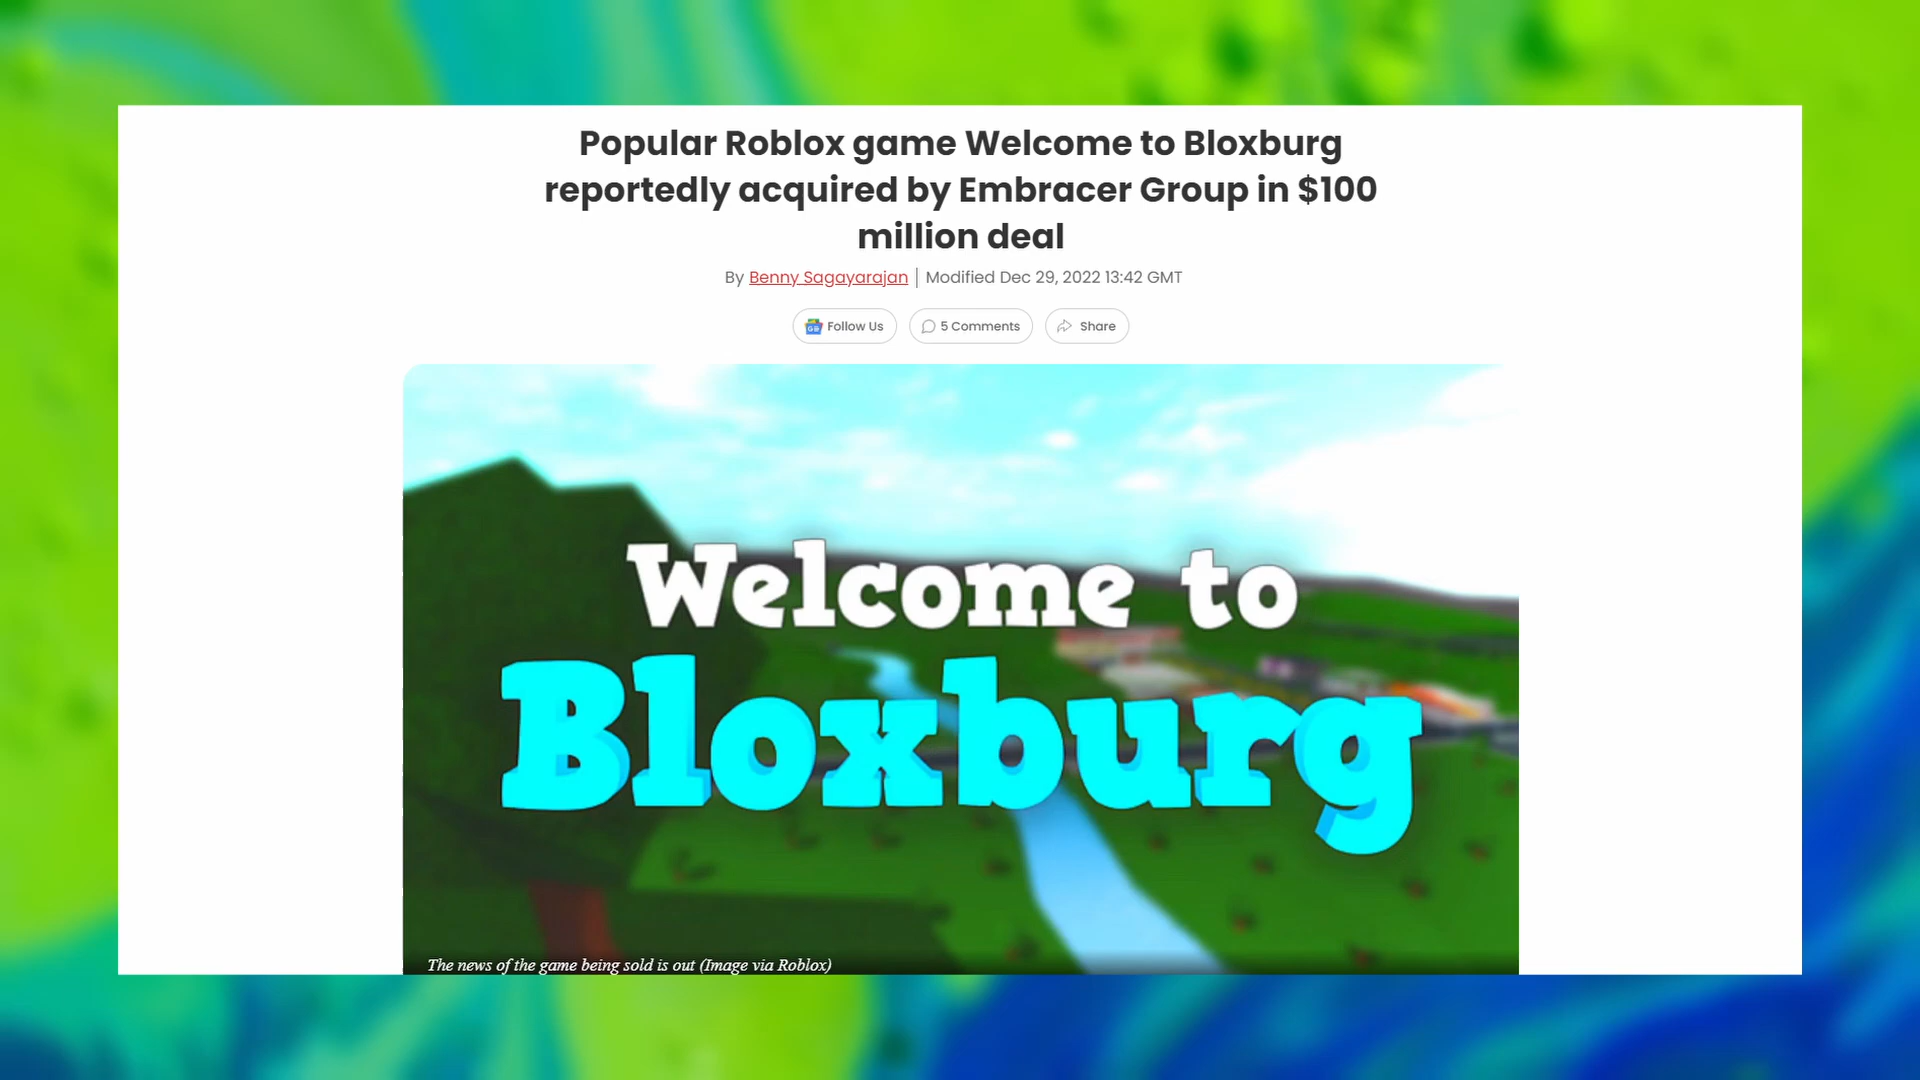 Popular Roblox game Welcome to Bloxburg
reportedly acquired by Embracer Group in $100
million deal
By Benny Sagayarajan | Modified Dec 29, 2022 13:42 GMT
Follow Us
5 Comments
Share
Welcome to
Bloxburg
The news of the game being sold is out (Image via Roblox)